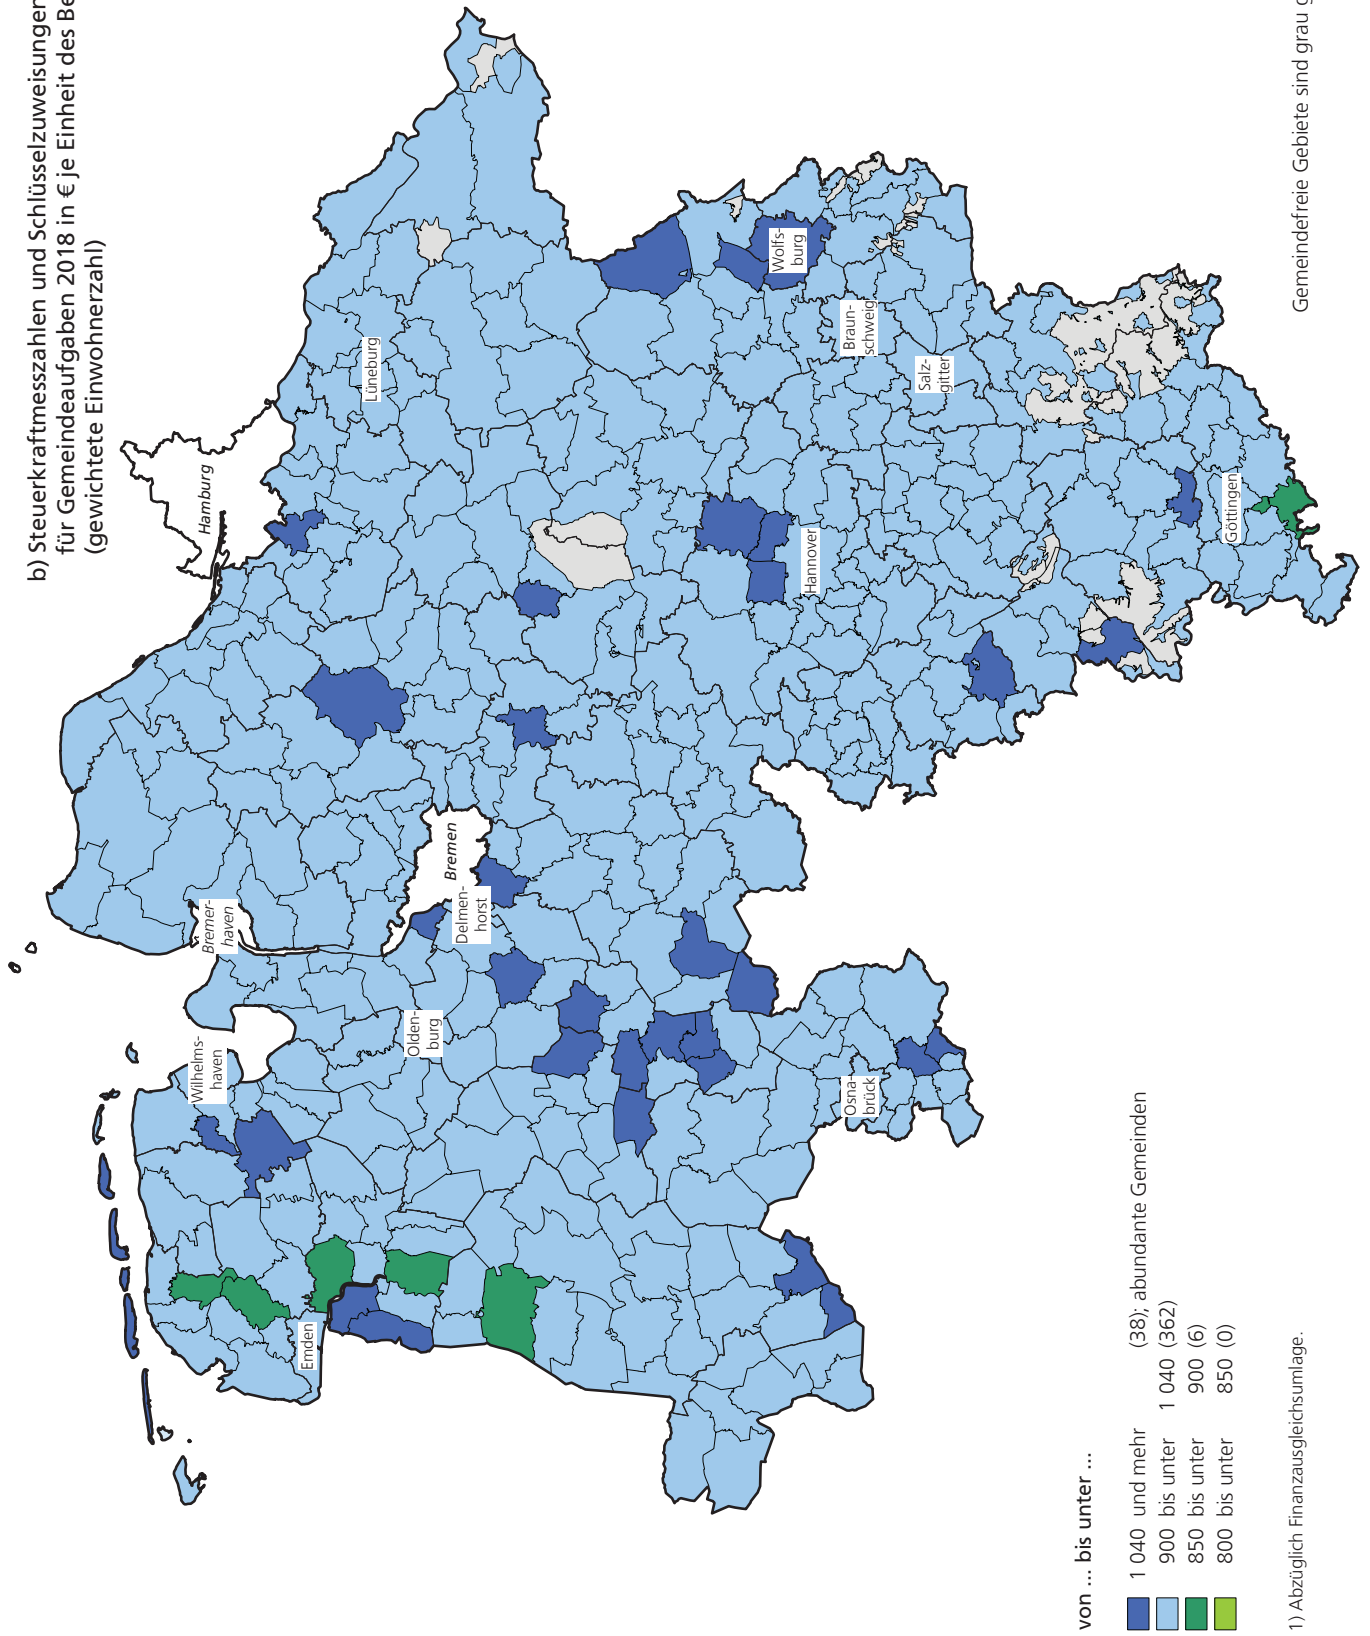 b) Steuerkraftmesszahlen und Schlüsselzuweisungen
für Gemeindeaufgaben 2018 in € je Einheit des
(gewichtete Einwohnerzahl)
Hamburg
Lüneburg
Bremer-
haven
Wilhelms-
haven
Bremen
Delmen-
horst
Olden-
burg
Emden
Wolfs-
burg
Braun-
schweig
Hannover
Salz-
gitter
Osna-
brück
Göttingen
von ... bis unter ...
1 040 und mehr (38); abundante Gemeinden
900 bis unter 1 040 (362)
850 bis unter 900 (6)
800 bis unter 850 (0)
Gemeindefreie Gebiete sind grau
1) Abzüglich Finanzausgleichsumlage.